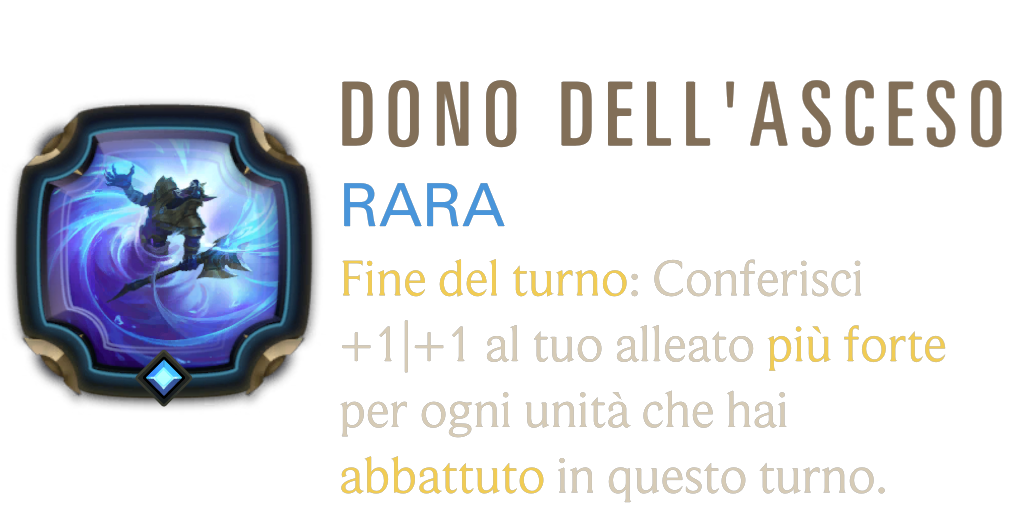 DONO DELL'ASCESO
RARA
Fine del turno: Conferisci
+1|+1 al tuo alleato più forte
per ogni unità che hai
abbattuto in questo turno.